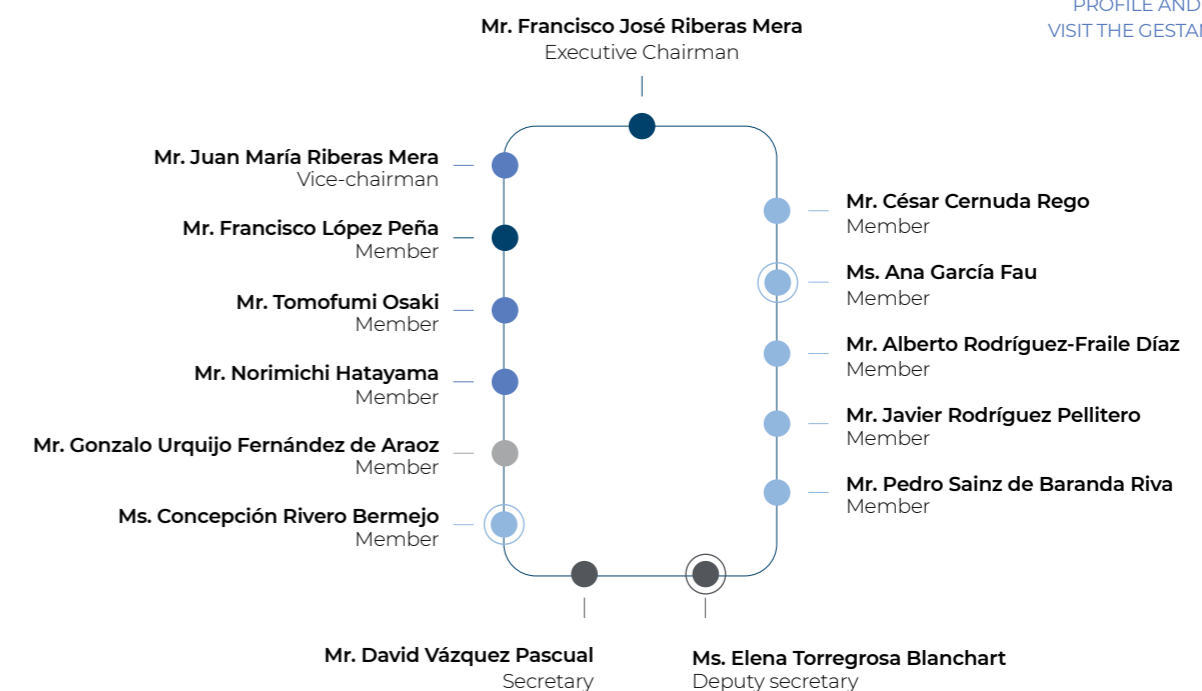 PROFILE AND
VISIT THE
Mr. Francisco José Riberas Mera
Executive Chairman
Mr. Juan María Riberas Mera
Vice-chairman
Mr. Francisco López Peña
Member
Mr. Tomofumi Osaki
Member
Mr. Norimichi Hatayama
Member
Mr. Gonzalo Urquijo Fernández de Araoz
Member
Ms. Concepción Rivero Bermejo
Member
Mr. César Cernuda Rego
Member
Ms. Ana García Fau
Member
Mr. Alberto Rodríguez-Fraile Díaz
Member
Mr. Javier Rodríguez Pellitero
Member
Mr. Pedro Sainz de Baranda Riva
Member
Mr. David Vázquez Pascual
Secretary
Ms. Elena Torregrosa Blanchart
Deputy secretary